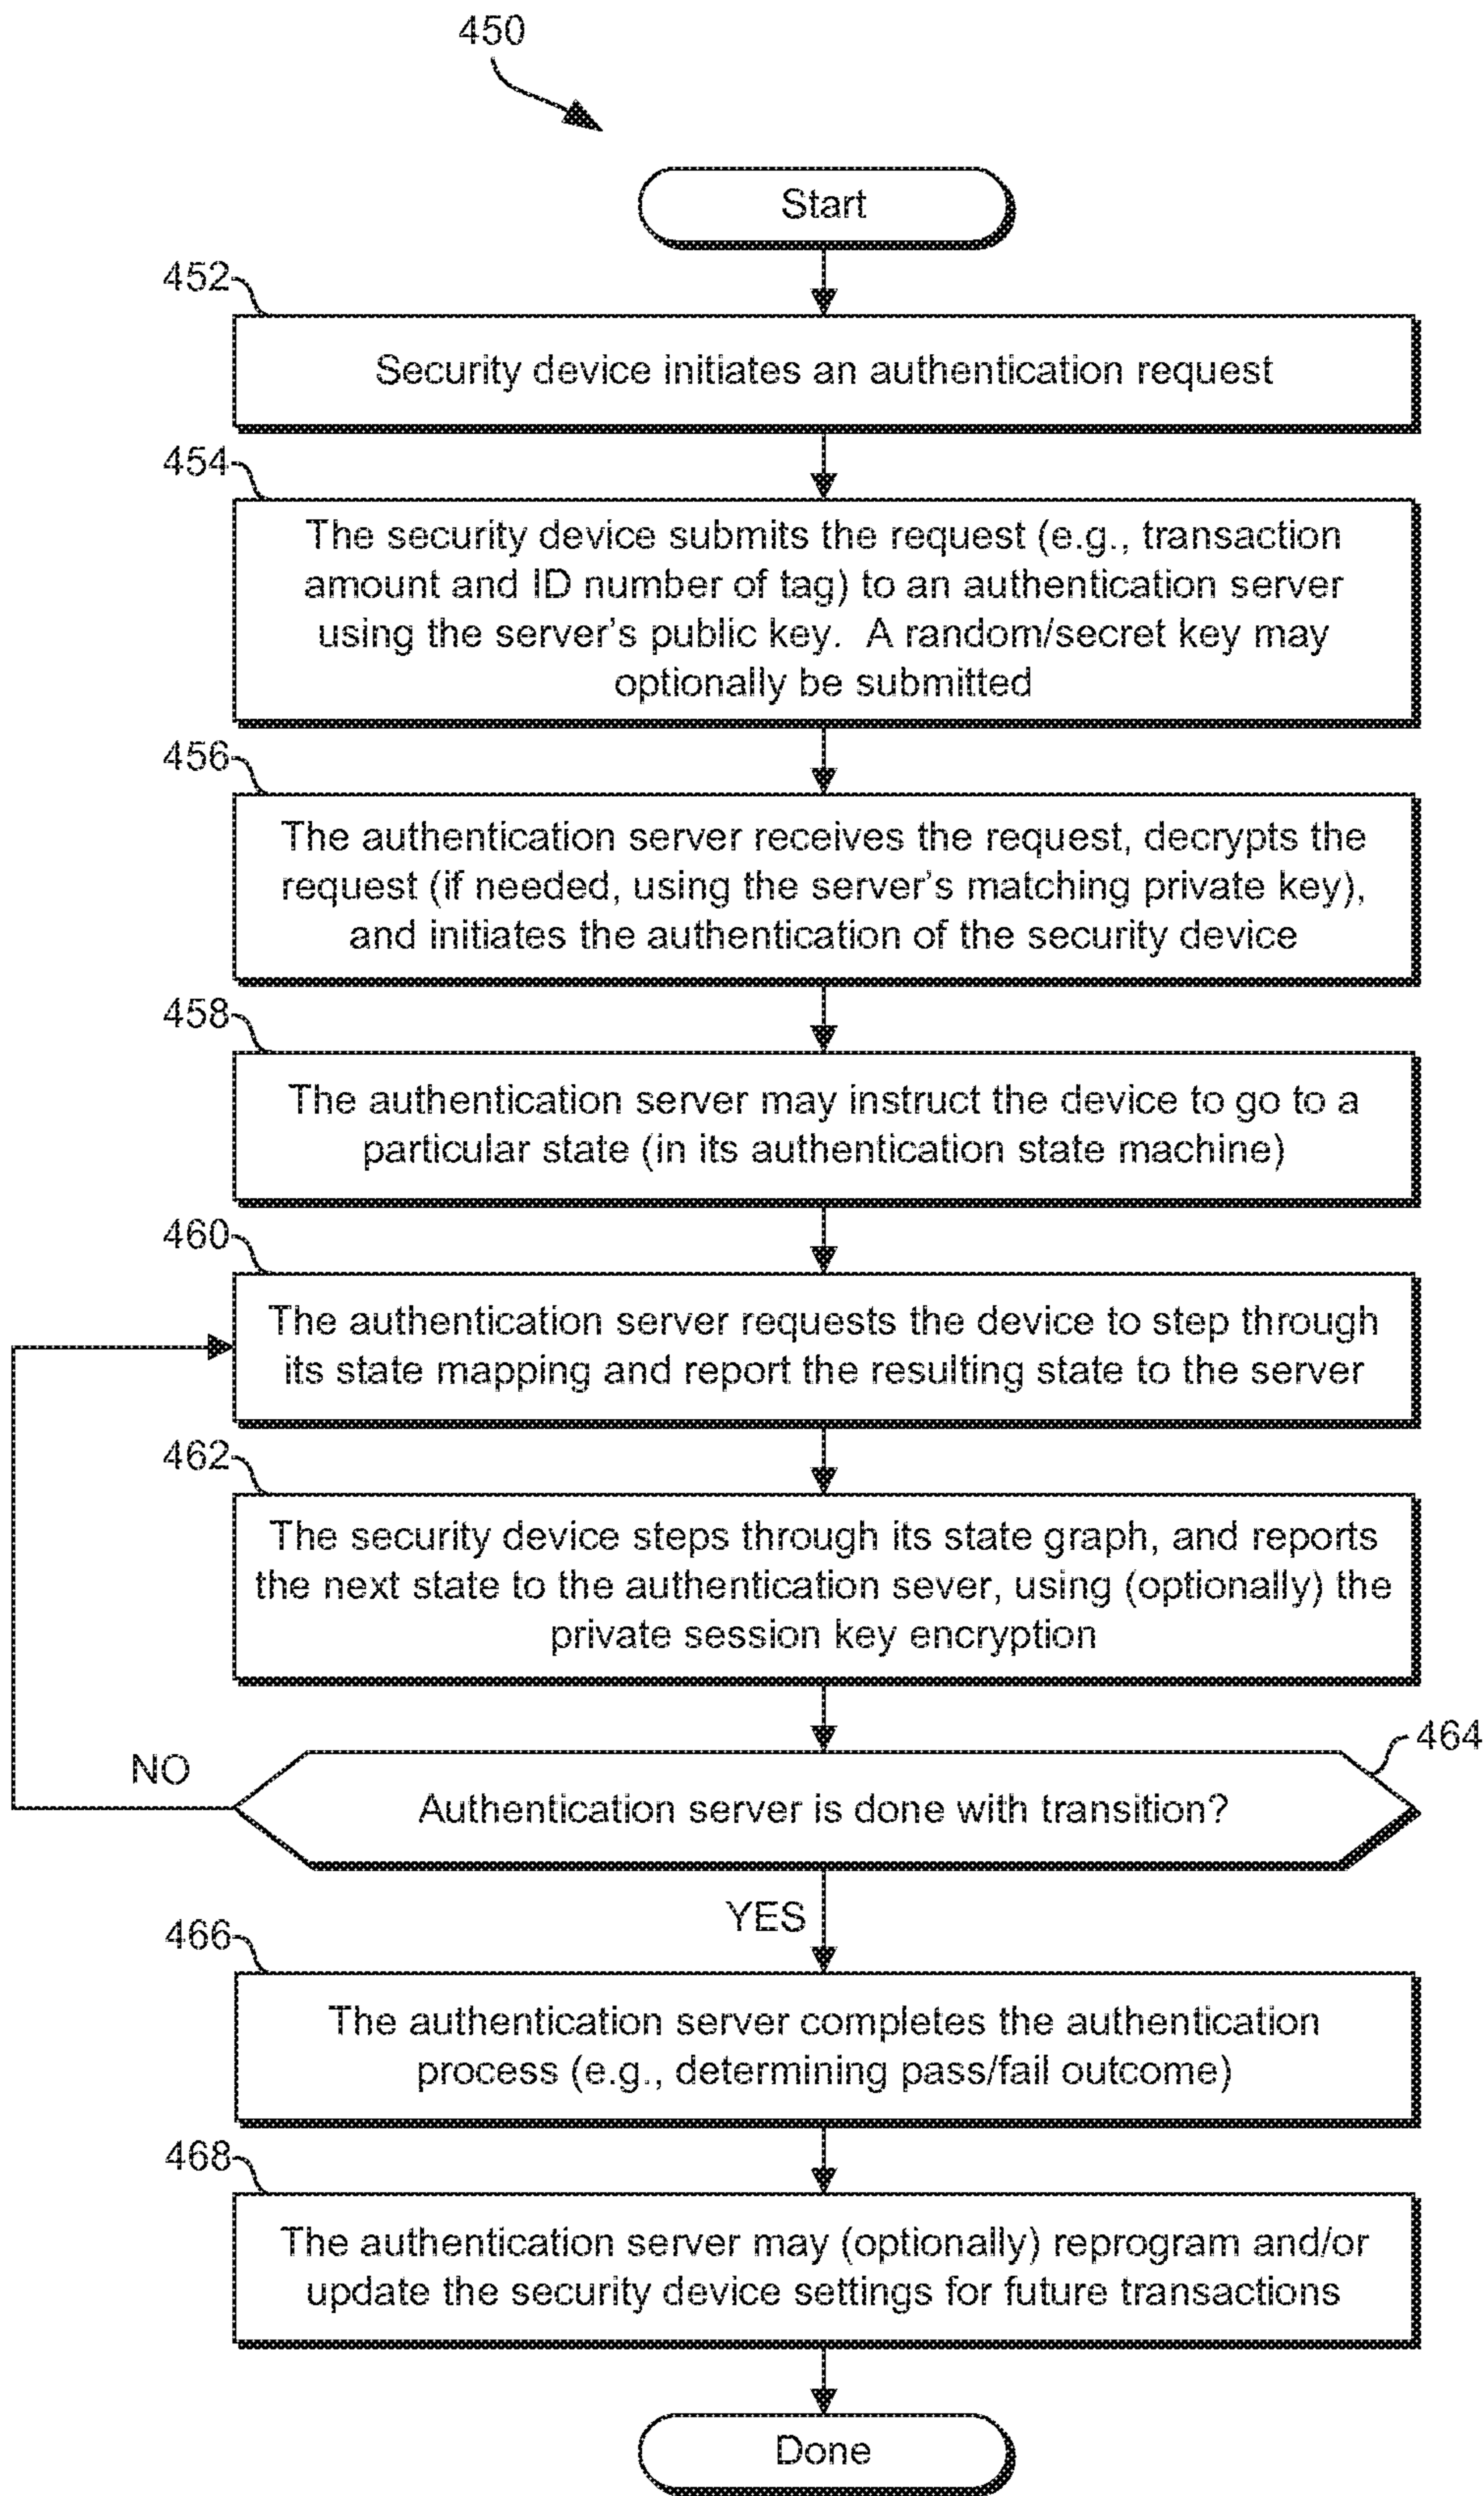 450
Start
452
Security device initiates an authentication request
454
The security device submits the request (e.g., transaction
amount and ID number of tag) to an authentication server
using the server's public key. A random/secret key may
optionally be submitted
456
The authentication server receives the request, decrypts the
request (if needed, using the server's matching private key),
and initiates the authentication of the security device
458
The authentication server may instruct the device to go to a
particular state (in its authentication state machine)
460
The authentication server requests the device to step through
its state mapping and report the resulting state to the server
462
The security device steps through its state graph, and reports
the next state to the authentication sever, using (optionally) the
private session key encryption
464
NO
Authentication server is done with transition?
YES
466
The authentication server completes the authentication
process (e.g., determining pass/fail outcome)
468
The authentication server may (optionally) reprogram and/or
update the security device settings for future transactions
Done